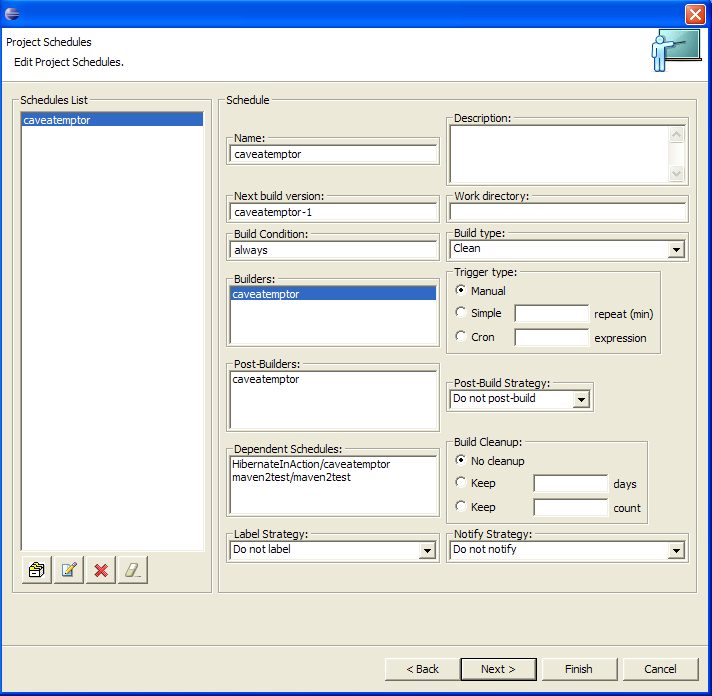 Project Schedules
Edit Project Schedules.
Schedules List
caveatemptor
Schedule
Name:
caveatemptor
Description:
Next build version:
caveatemptor-1
Work directory:
Build Condition:
always
Build type:
Clean
Builders:
caveatemptor
Trigger type:
Manual
Simple repeat (min)
Cron expression
Post-Builders:
caveatemptor
Post-Build Strategy:
Do not post-build
Dependent Schedules:
HibernateInAction/caveatemptor
maven2test/maven2test
Build Cleanup:
No cleanup
Keep days
Keep count
Label Strategy:
Do not label
Notify Strategy:
Do not notify
< Back Next > Finish Cancel